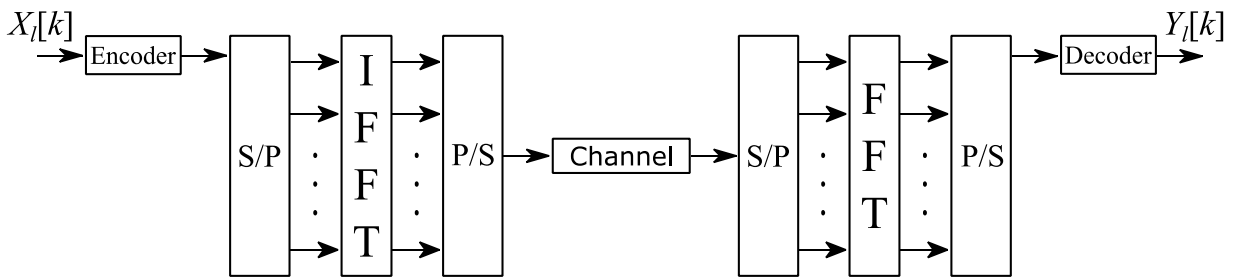 X_l[k]
Encoder
S/P
I
F
F
T
P/S
Channel
S/P
F
F
T
P/S
Decoder
Y_l[k]